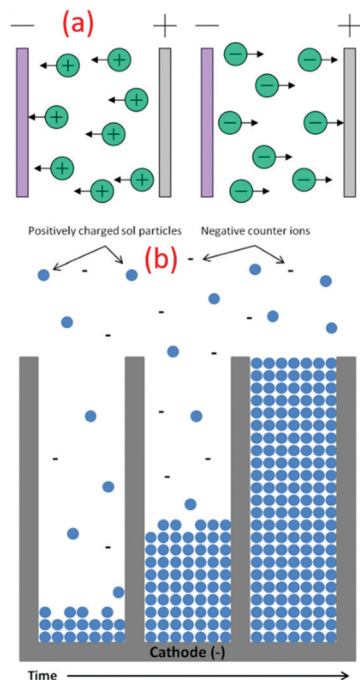 (a)
− + − +
Positively charged sol particles Negative counter ions
(b)
Cathode (-)
Time